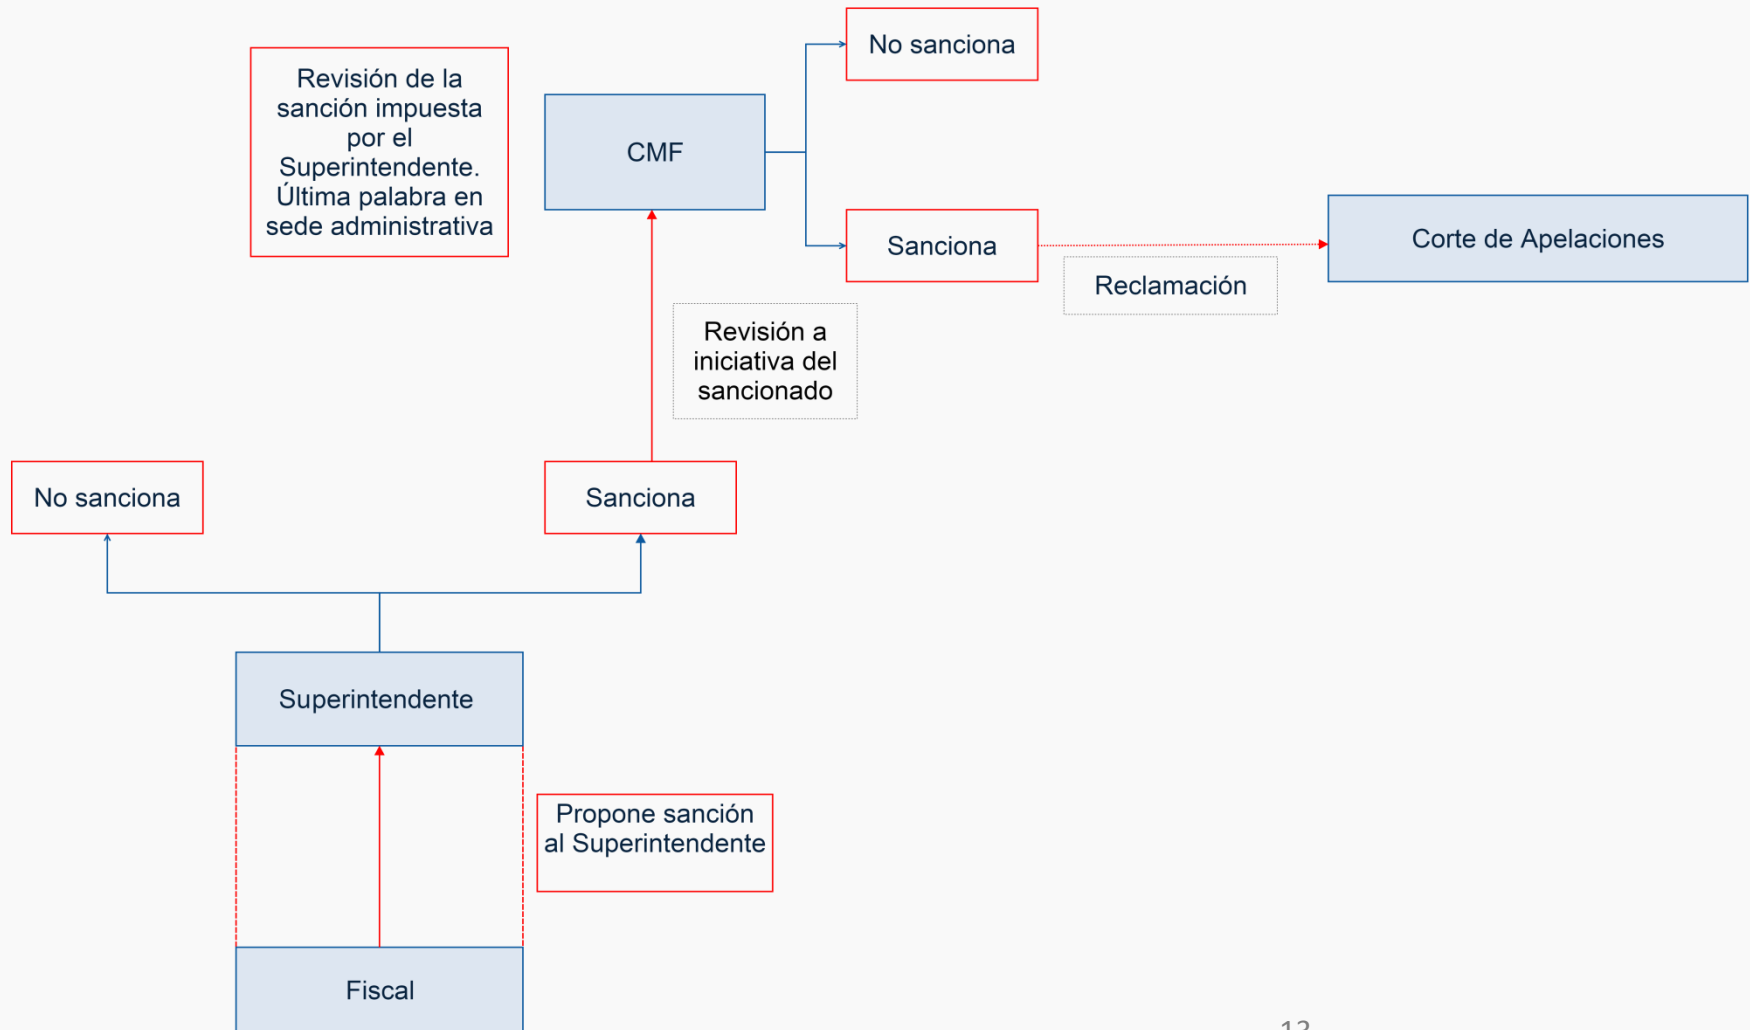 No sanciona
Revisión de la
sanción impuesta
por el
Superintendente.
Última palabra en
sede administrativa
CMF
Sanciona
Corte de Apelaciones
Reclamación
Revisión a
iniciativa del
sancionado
No sanciona
Sanciona
Superintendente
Propone sanción
al Superintendente
Fiscal